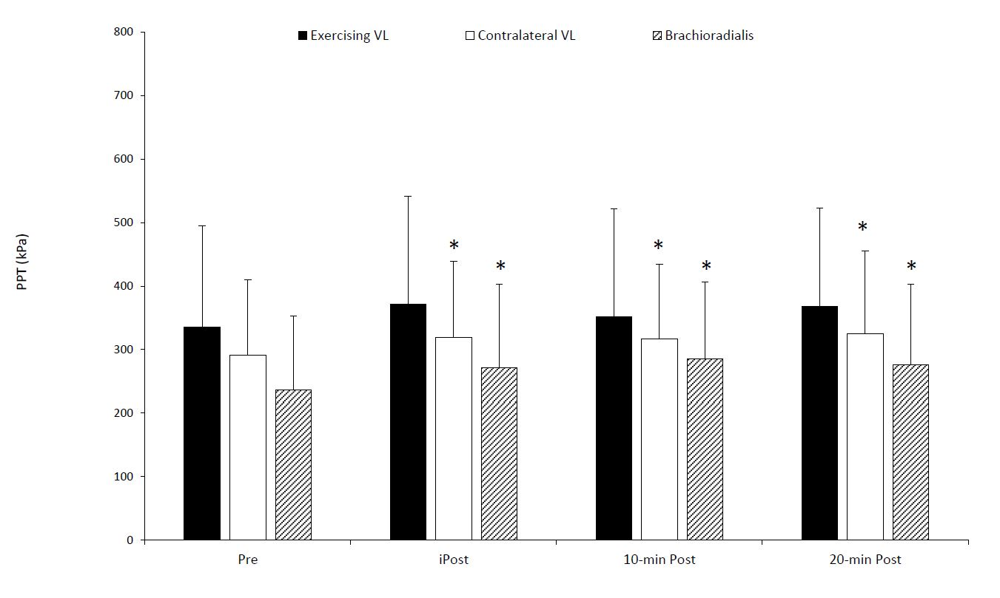 800
Exercising VL
Contralateral VL
Brachioradialis
700
600
500
400
300
200
100
0
PPT (kPa)
* * * * * *
Pre
iPost
10-min Post
20-min Post